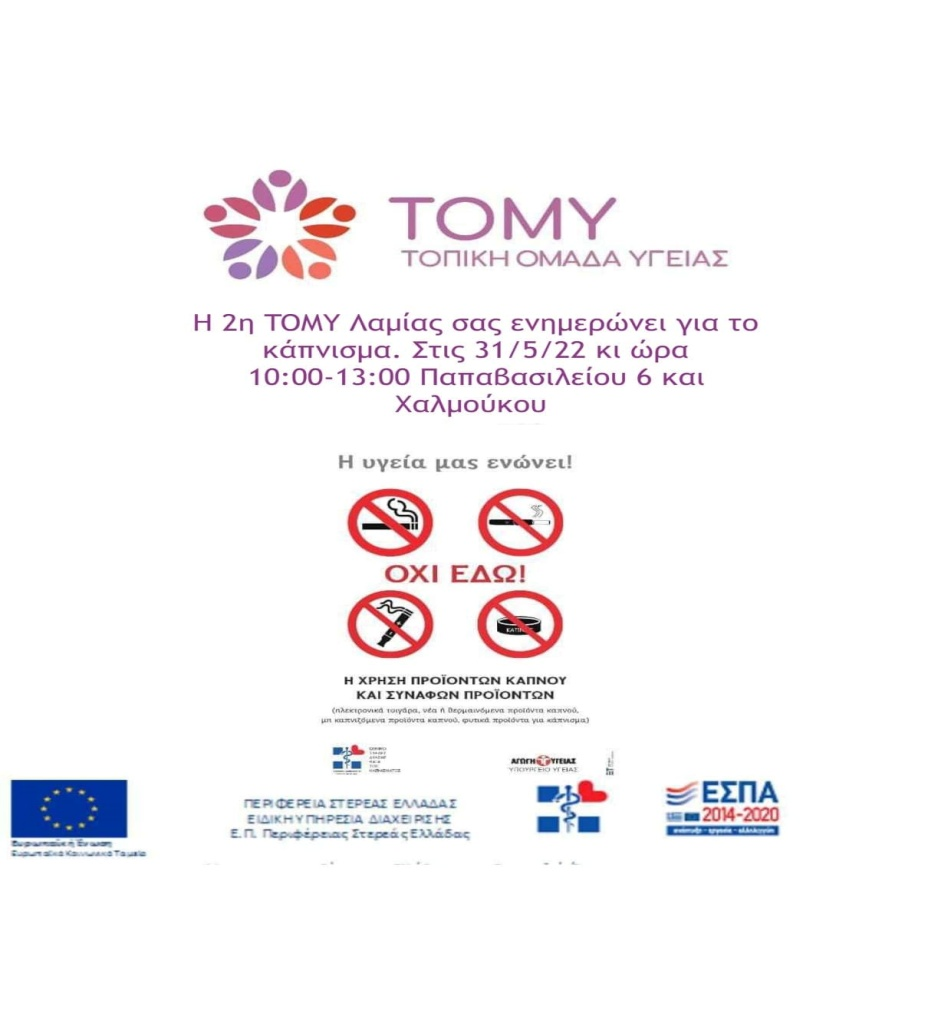 ΤΟΜΥ
ΤΟΠΙΚΗ ΟΜΑΔΑ ΥΓΕΙΑΣ
Η 2η ΤΟΜΥ Λαμίας σας ενημερώνει για το
κάπνισμα. Στις 31/5/22 κι ώρα
10:00-13:00 Παπαβασιλείου 6 και
Χαλμούκου
Η υγεία μας ενώνει!
ΟΧΙ ΕΔΩ!
Η ΧΡΗΣΗ ΠΡΟΪΟΝΤΩΝ ΚΑΠΝΟΥ
ΚΑΙ ΣΥΝΑΦΩΝ ΠΡΟΪΟΝΤΩΝ
(ηλεκτρονικά τσιγάρα, νέα ή θερμαινόμενα προϊόντα καπνού,
μη καπνιζόμενα προϊόντα καπνού, φυτικά προϊόντα για κάπνισμα)
ΑΓΩΓΗ ΥΓΕΙΑΣ
ΥΠΟΥΡΓΕΙΟ ΥΓΕΙΑΣ
ΠΕΡΙΦΕΡΕΙΑ ΣΤΕΡΕΑΣ ΕΛΛΑΔΑΣ
ΕΙΔΙΚΗ ΥΠΗΡΕΣΙΑ ΔΙΑΧΕΙΡΙΣΗΣ
Ε.Π. Περιφέρειας Στερεάς Ελλάδας
Ευρωπαϊκή Ένωση
Ευρωπαϊκό Κοινωνικό Ταμείο
ΕΣΠΑ
2014-2020
ανάπτυξη - εργασία - αλληλεγγύη